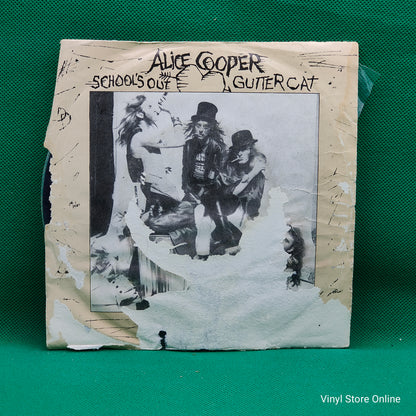 ALICE COOPER
SCHOOL'S OUT GUTTER CAT
Vinyl Store Online